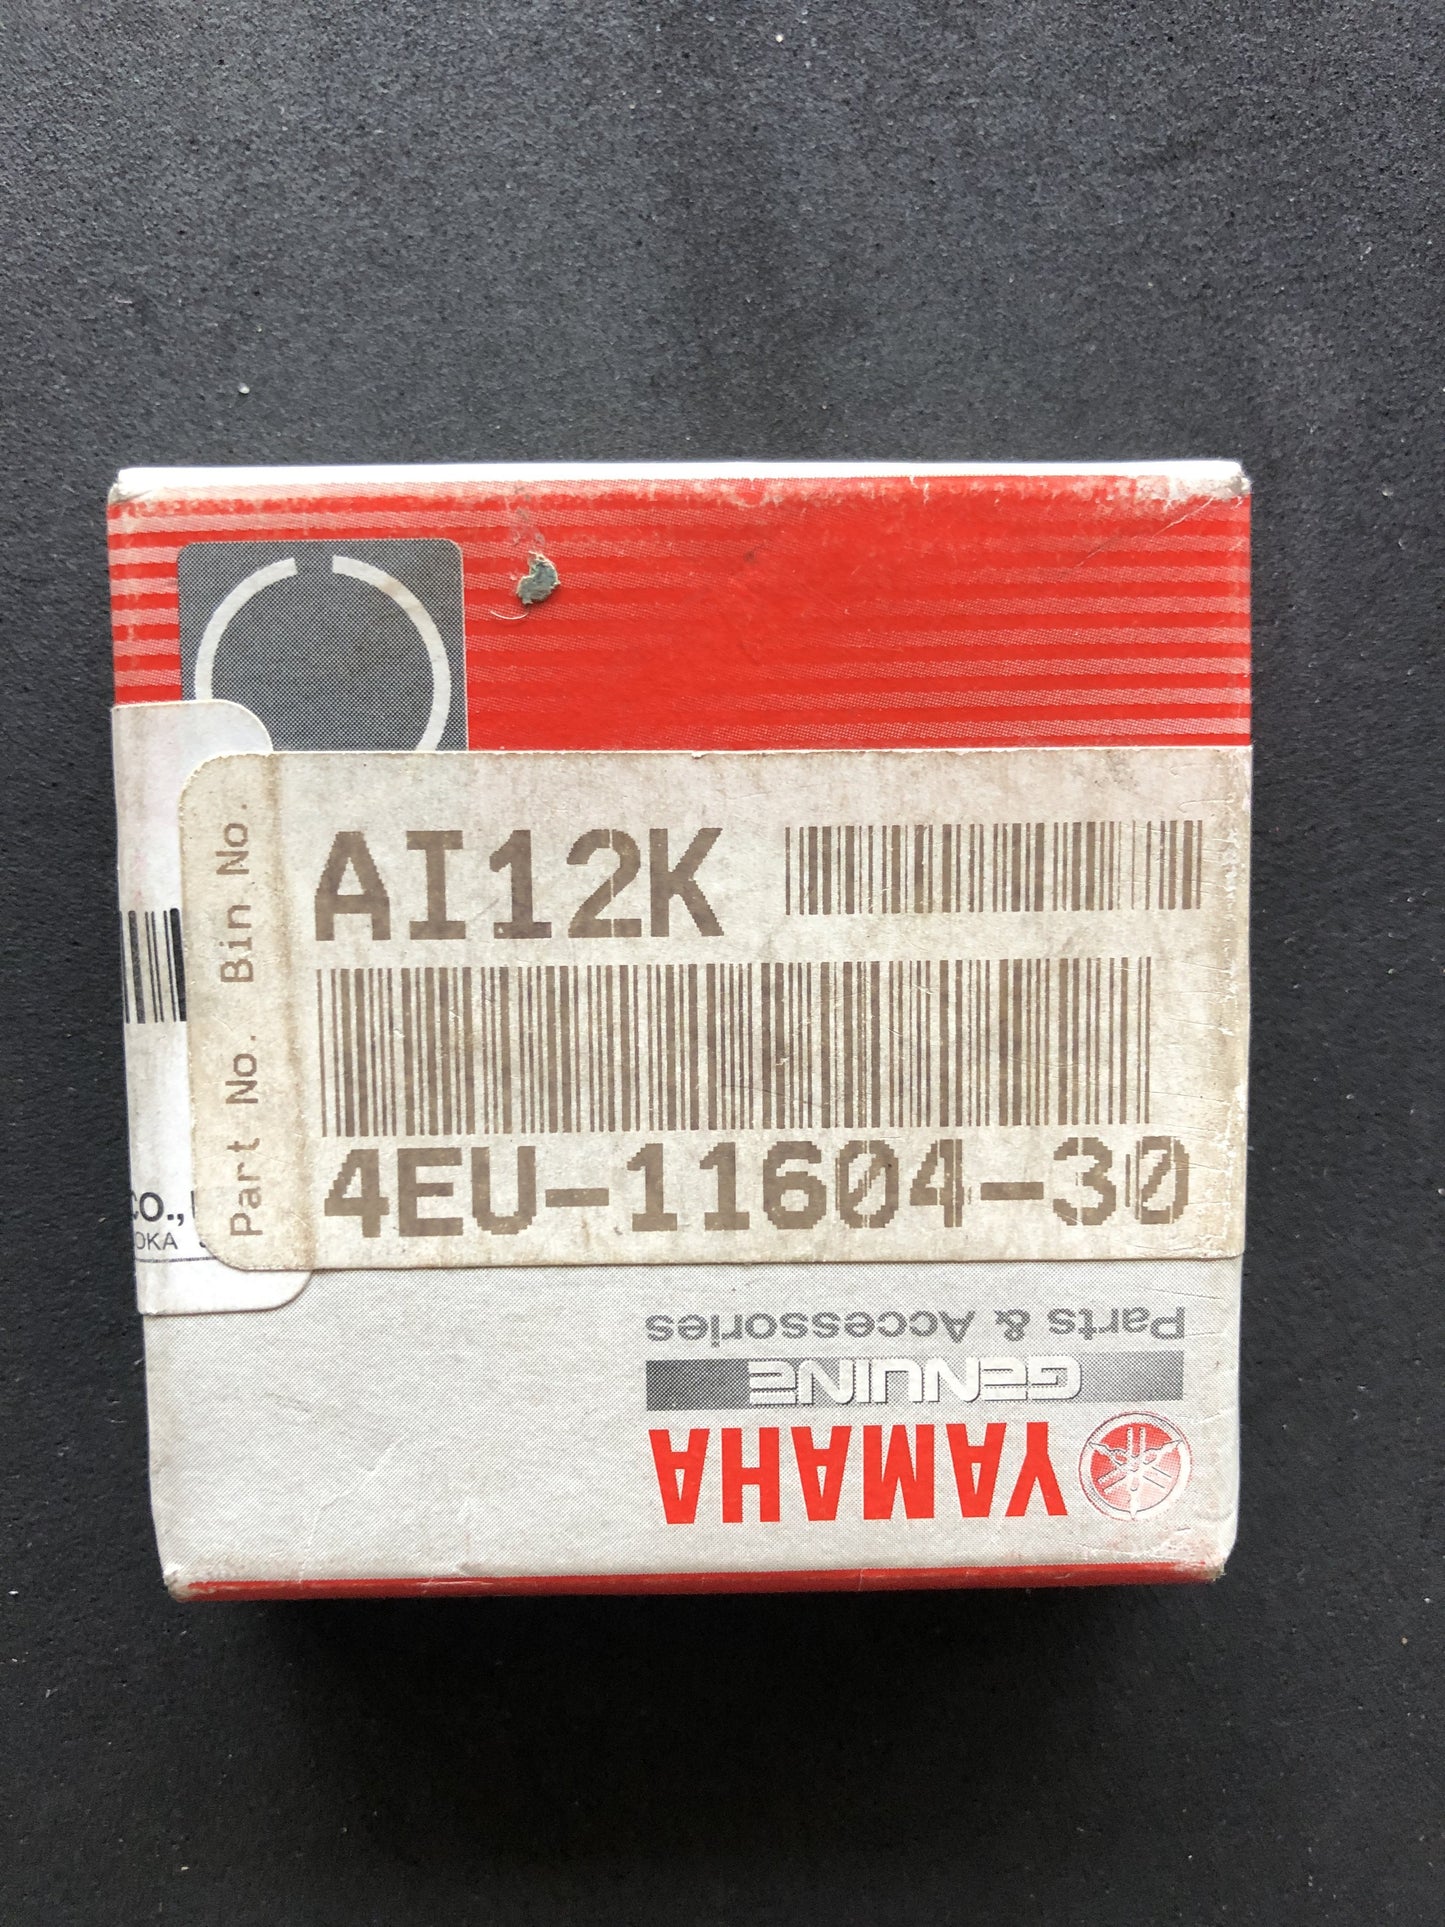 AI12K
Bin No.
4EU-11604-30
Part No.
CO.,
OKA
YAMAHA
GENUINE
Parts & Accessories